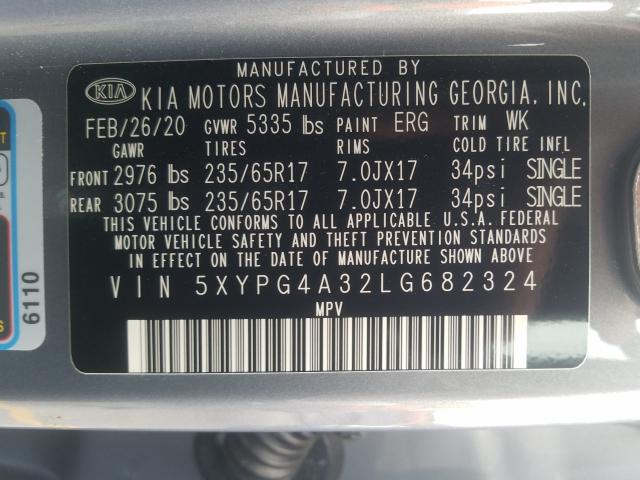 MANUFACTURED BY
KIA KIA MOTORS MANUFACTURING GEORGIA, INC.
FEB/26/20 GVWR 5335 lbs PAINT ERG TRIM WK
GAWR TIRES RIMS COLD TIRE INFL
FRONT 2976 lbs 235/65R17 7.0JX17 34psi SINGLE
REAR 3075 lbs 235/65R17 7.0JX17 34psi SINGLE
THIS VEHICLE CONFORMS TO ALL APPLICABLE U.S.A. FEDERAL
MOTOR VEHICLE SAFETY AND THEFT PREVENTION STANDARDS
IN EFFECT ON THE DATE OF MANUFACTURE SHOWN ABOVE
VIN 5XYPG4A32LG682324
MPV
6110